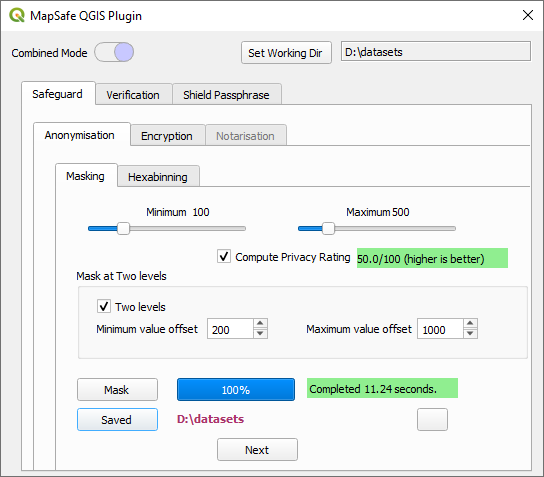 MapSafe QGIS Plugin
Combined Mode Set Working Dir D:\datasets
Safeguard Verification Shield Passphrase
Anonymisation Encryption Notarisation
Masking Hexabinning
Minimum 100 Maximum 500
Compute Privacy Rating 50.0/100 (higher is better)
Mask at Two levels
Two levels
Minimum value offset 200 Maximum value offset 1000
Mask 100% Completed 11.24 seconds.
Saved D:\datasets
Next